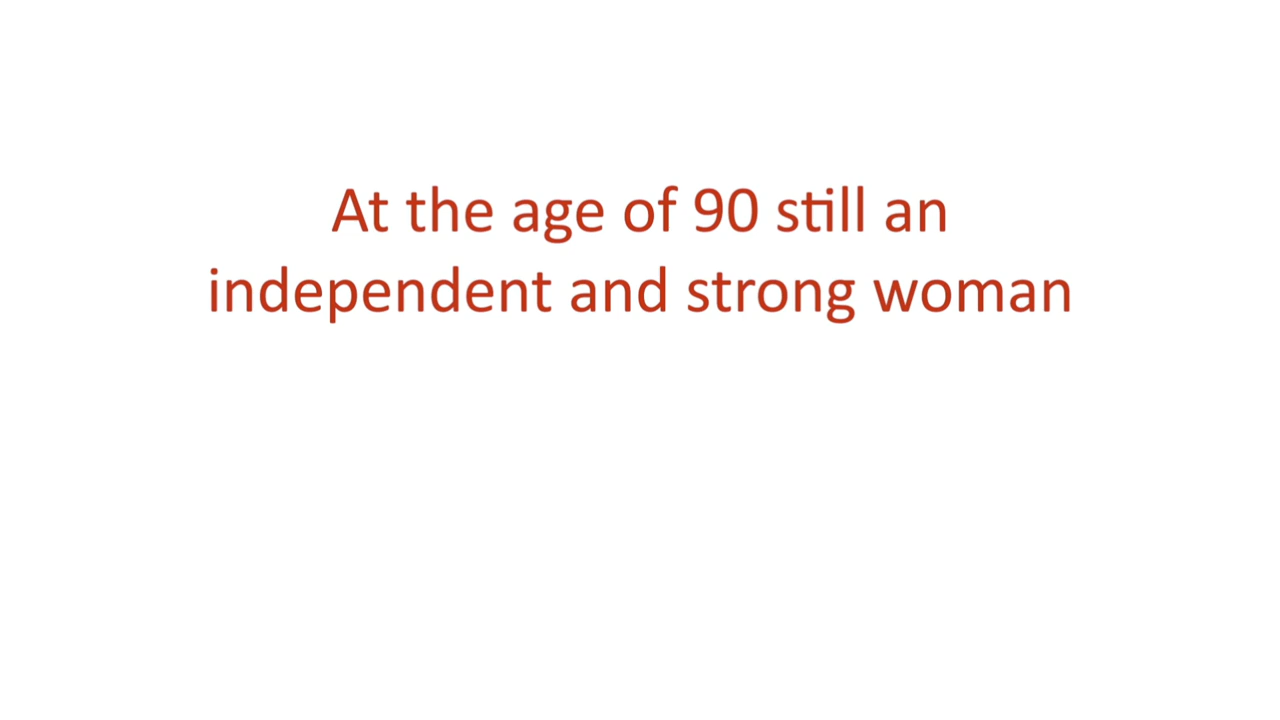 At the age of 90 still an
independent and strong woman